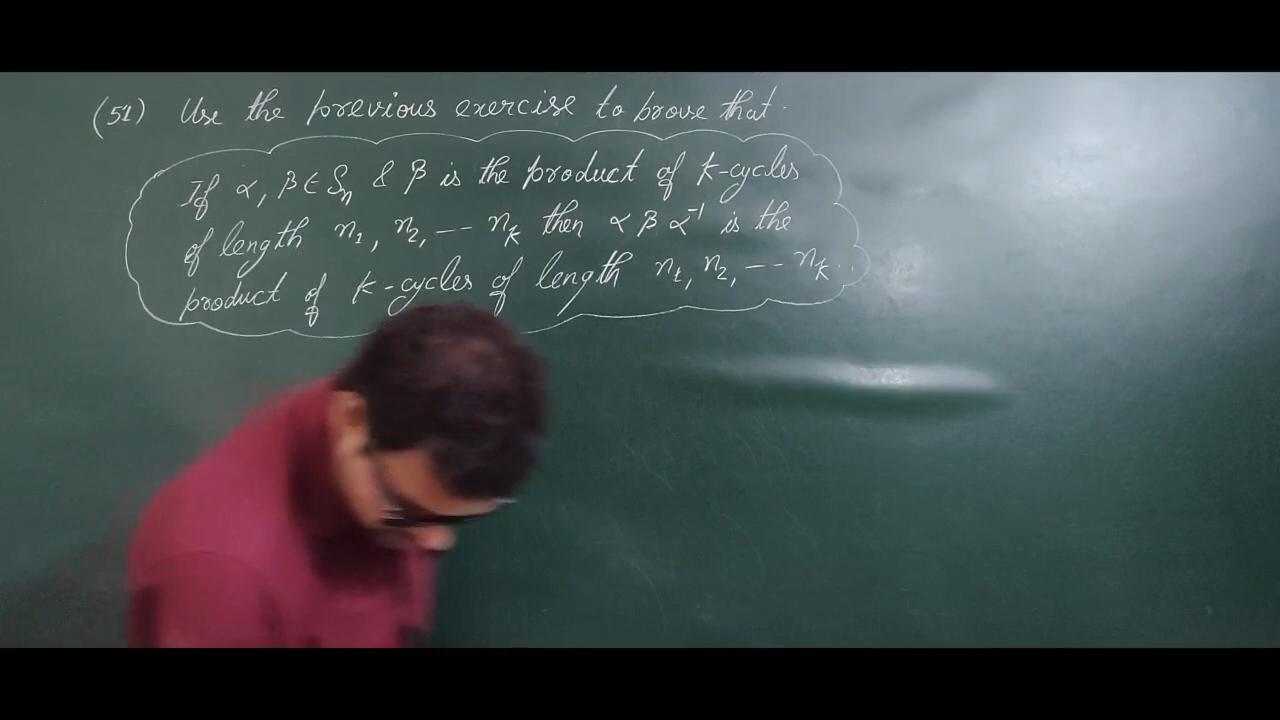 (51) Use the previous exercise to prove that.
If α, β ∈ Sₙ & β is the product of k-cycles
of length n₁, n₂, --- nₖ then α β α⁻¹ is the
product of k-cycles of length n₁, n₂, --- nₖ.